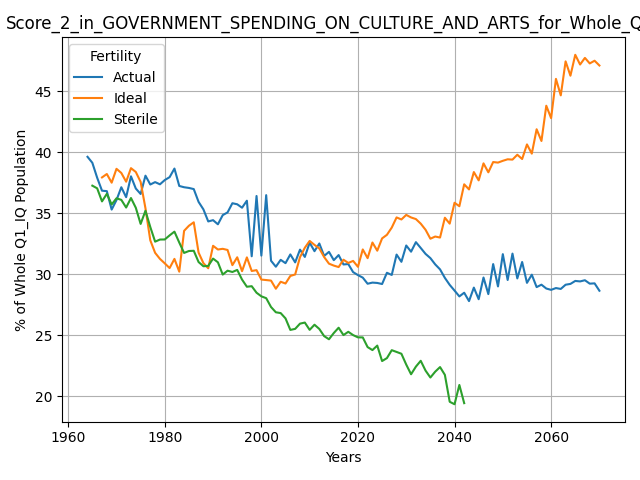 Score_2_in_GOVERNMENT_SPENDING_ON_CULTURE_AND_ARTS_for_Whole_Q
Fertility
Actual
Ideal
Sterile
% of Whole Q1_IQ Population
45
40
35
30
25
20
1960
1980
2000
2020
2040
2060
Years